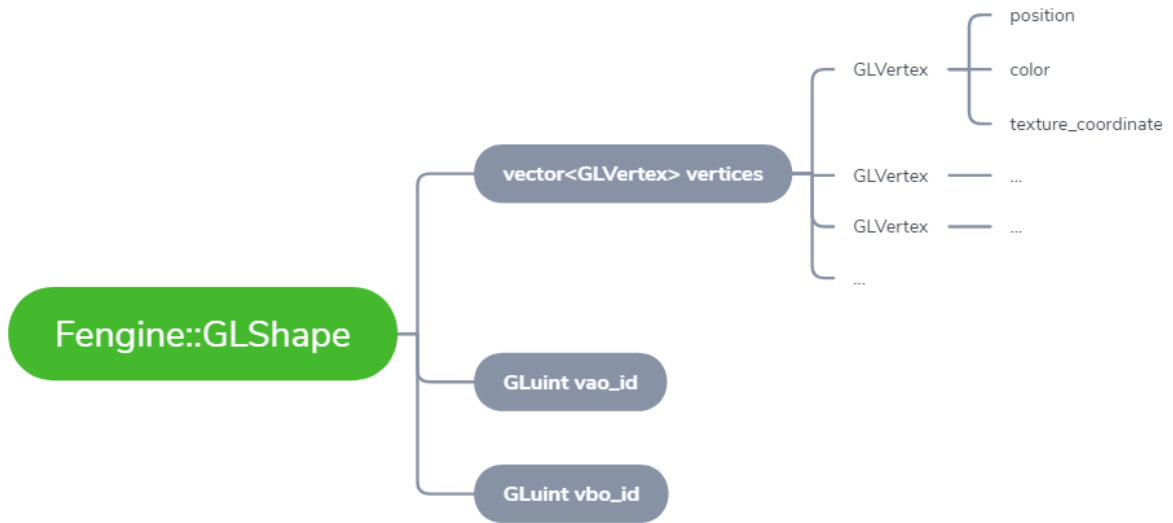 Fengine::GLShape
vector<GLVertex> vertices
GLVertex
position
color
texture_coordinate
GLVertex
...
GLVertex
...
...
GLuint vao_id
GLuint vbo_id